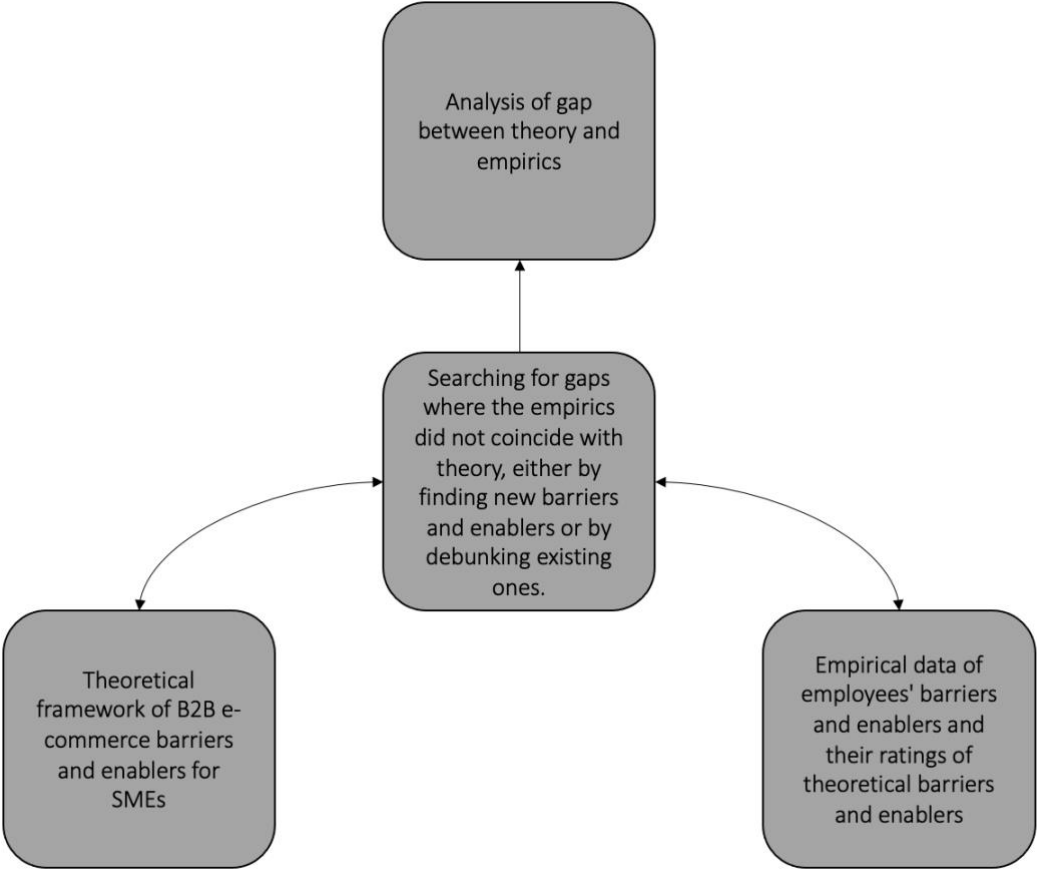 Analysis of gap
between theory and
empirics
Searching for gaps
where the empirics
did not coincide with
theory, either by
finding new barriers
and enablers or by
debunking existing
ones.
Theoretical
framework of B2B e-
commerce barriers
and enablers for
SMEs
Empirical data of
employees' barriers
and enablers and
their ratings of
theoretical barriers
and enablers